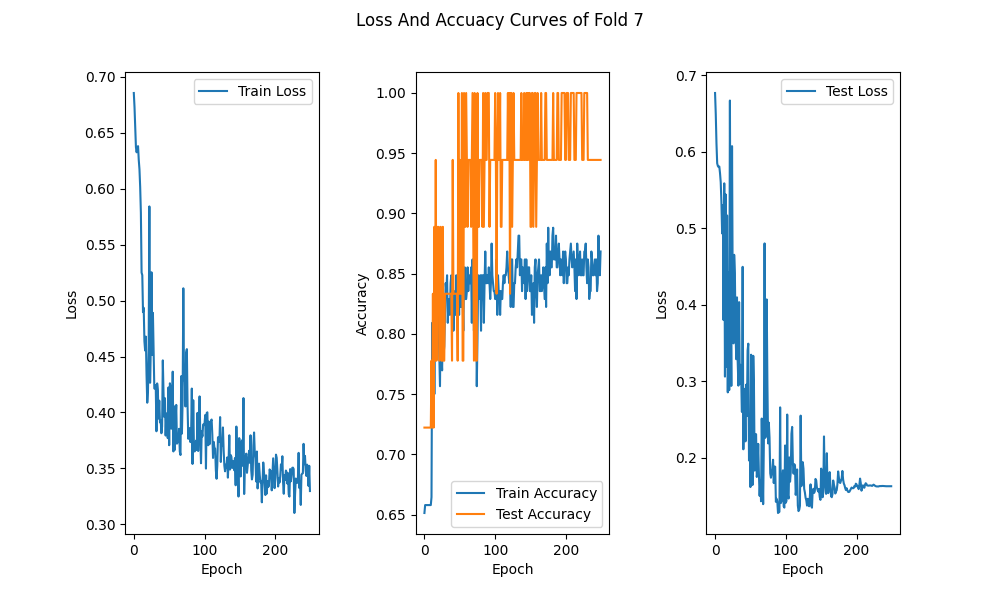 Loss And Accuacy Curves of Fold 7
0.70
0.65
0.60
0.55
0.50
0.45
0.40
0.35
0.30
Loss
Train Loss
0 100 200
Epoch
1.00
0.95
0.90
0.85
0.80
0.75
0.70
0.65
Accuracy
Train Accuracy
Test Accuracy
0 100 200
Epoch
0.7
0.6
0.5
0.4
0.3
0.2
Loss
Test Loss
0 100 200
Epoch